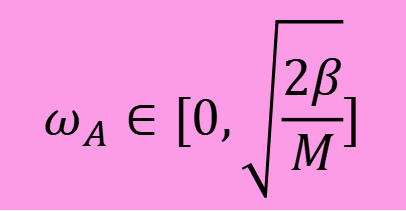 ω_A ∈ [0, √(2β/M)]